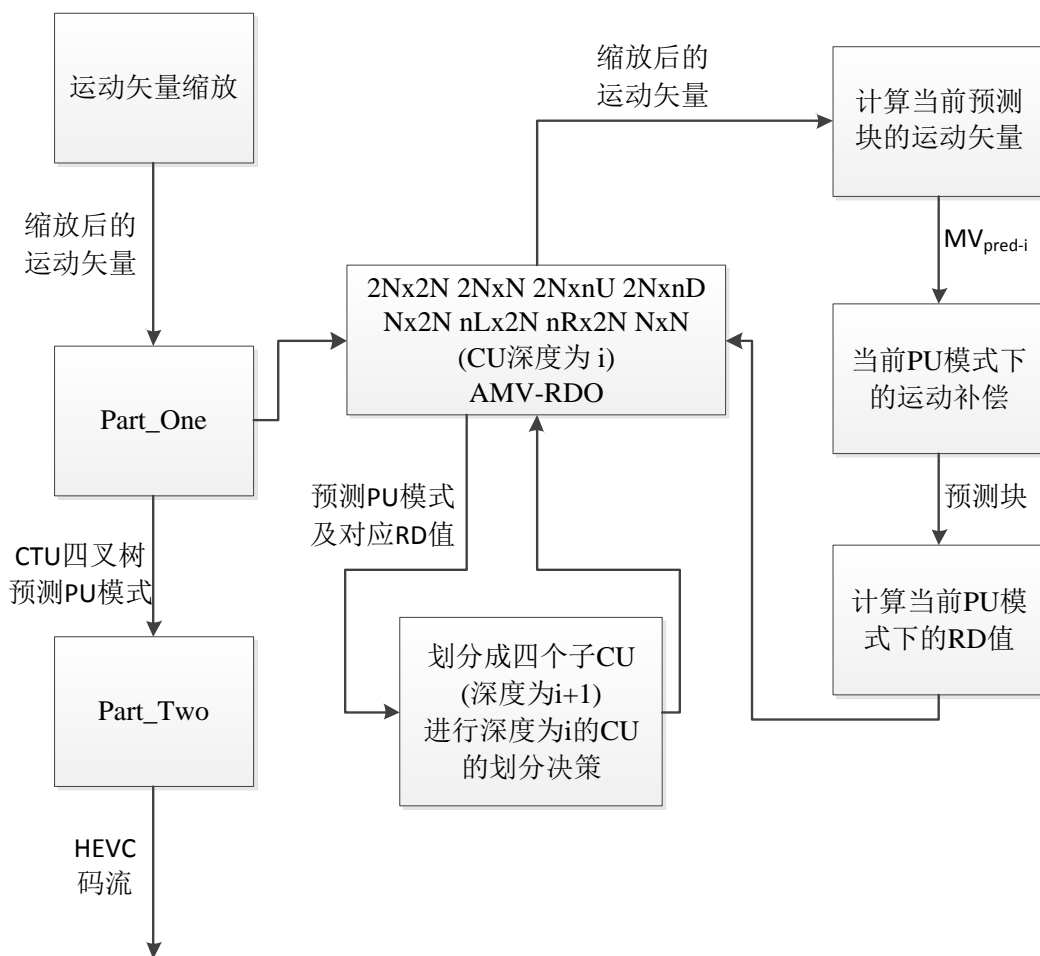 运动矢量缩放
缩放后的
运动矢量
Part_One
CTU四叉树
预测PU模式
Part_Two
HEVC
码流
2Nx2N 2NxN 2NxnU 2NxnD
Nx2N nLx2N nRx2N NxN
(CU深度为 i)
AMV-RDO
预测PU模式
及对应RD值
划分成四个子CU
(深度为i+1)
进行深度为i的CU
的划分决策
缩放后的
运动矢量
计算当前预测
块的运动矢量
MVpred-i
当前PU模式下
的运动补偿
预测块
计算当前PU模
式下的RD值